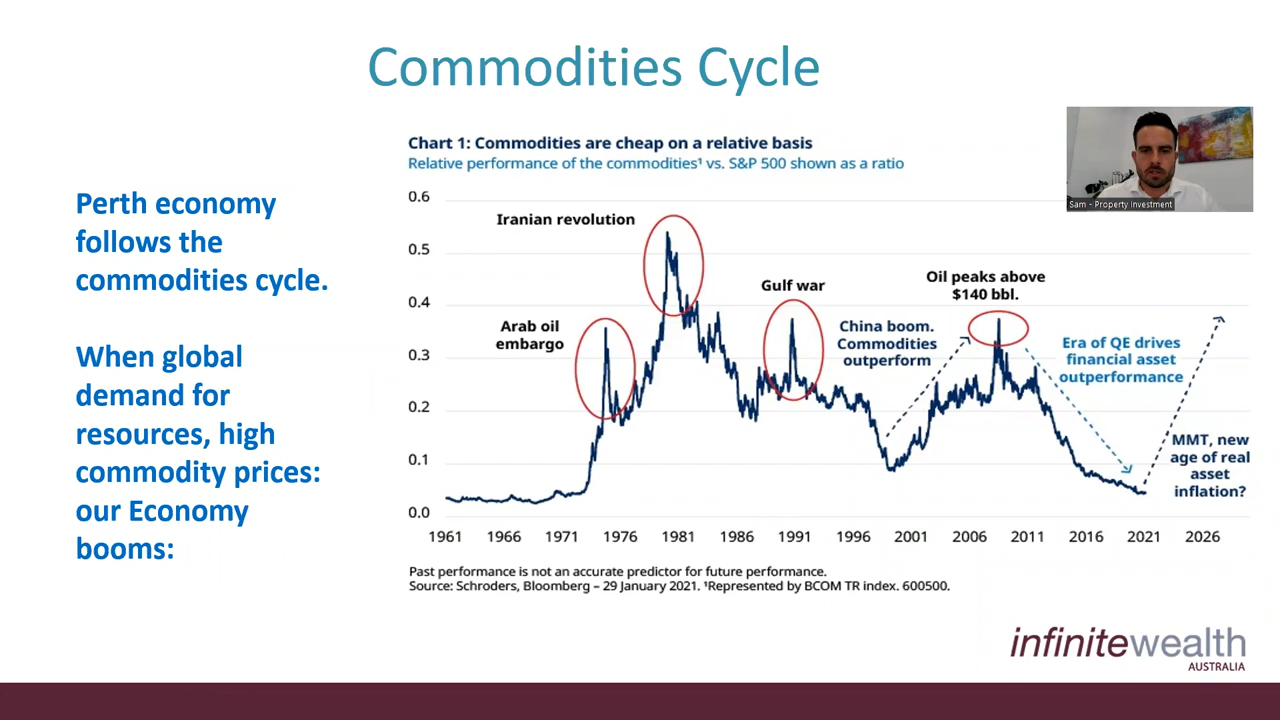 Commodities Cycle
Perth economy
follows the
commodities cycle.
When global
demand for
resources, high
commodity prices:
our Economy
booms:
Chart 1: Commodities are cheap on a relative basis
Relative performance of the commodities¹ vs. S&P 500 shown as a ratio
0.6
0.5
0.4
0.3
0.2
0.1
0.0
Iranian revolution
Arab oil
embargo
Gulf war
China boom.
Commodities
outperform
Oil peaks above
$140 bbl.
Era of QE drives
financial asset
outperformance
MMT, new
age of real
asset
inflation?
1961 1966 1971 1976 1981 1986 1991 1996 2001 2006 2011 2016 2021 2026
Past performance is not an accurate predictor for future performance.
Source: Schroders, Bloomberg – 29 January 2021. ¹Represented by BCOM TR index. 600500.
Sam - Property Investment
infinitewealth
AUSTRALIA